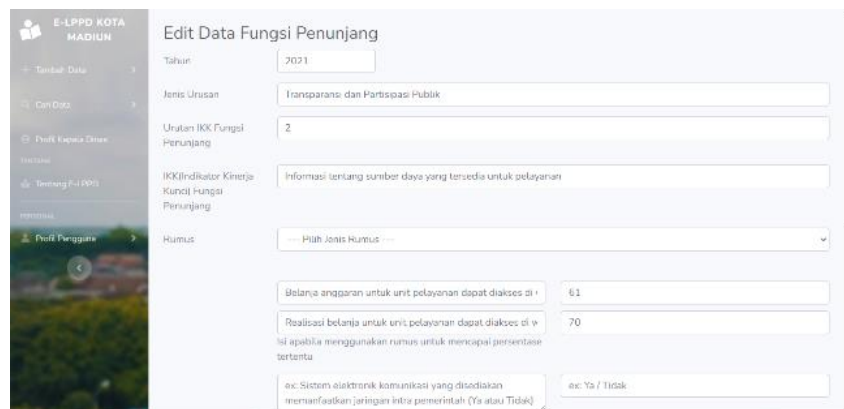 E-LPPD KOTA
MADIUN
Edit Data Fungsi Penunjang
Tambah Data
Tahun
2021
Jenis Urusan
Transparansi dan Partisipasi Publik
Cari Data
Urutan IKK Fungsi
Penunjang
2
Profil Kepala Dinas
TENTANG
Tentang E-LPPD
IKK(Indikator Kinerja
Kunci) Fungsi
Penunjang
Informasi tentang sumber daya yang tersedia untuk pelayanan
PERSONAL
Profil Pengguna
Rumus
---- Pilih Jenis Rumus ----
Belanja anggaran untuk unit pelayanan dapat diakses di
61
Realisasi belanja untuk unit pelayanan dapat diakses di w
70
Isi apabila menggunakan rumus untuk mencapai persentase
tertentu
ex: Sistem elektronik komunikasi yang disediakan
memanfaatkan jaringan intra pemerintah (Ya atau Tidak)
ex: Ya / Tidak